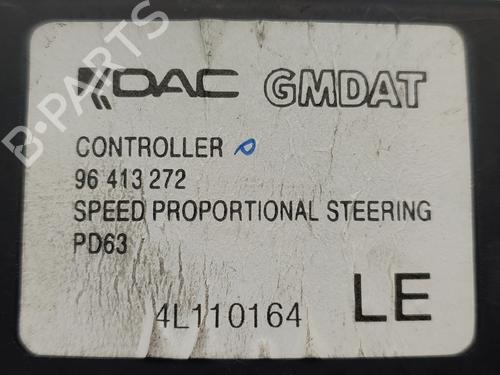 DAC GMDAT
CONTROLLER
96 413 272
SPEED PROPORTIONAL STEERING
PD63
4L110164 LE
B-PARTS